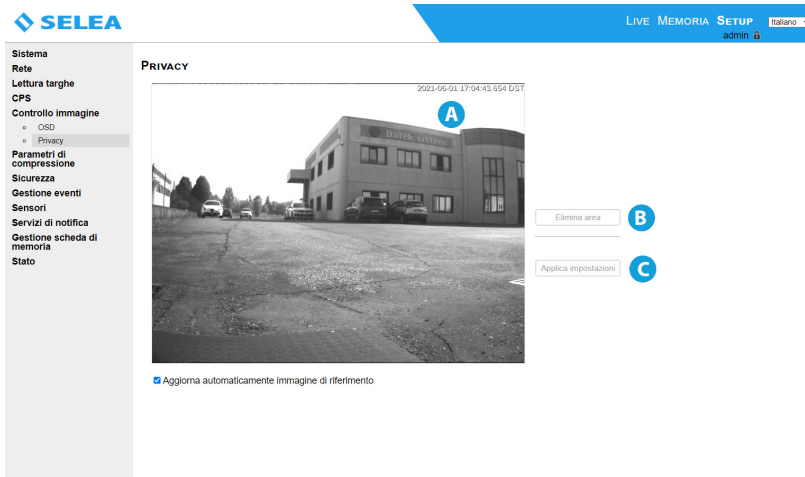 SELEA
LIVE MEMORIA SETUP Italiano
admin
Sistema
Rete
Lettura targhe
CPS
Controllo immagine
OSD
Privacy
Parametri di
compressione
Sicurezza
Gestione eventi
Sensori
Servizi di notifica
Gestione scheda di
memoria
Stato
PRIVACY
2021-06-01 17:04:43.654 DST
A
Datek sistemi
Elimina area
B
Applica impostazioni
C
Aggiorna automaticamente immagine di riferimento